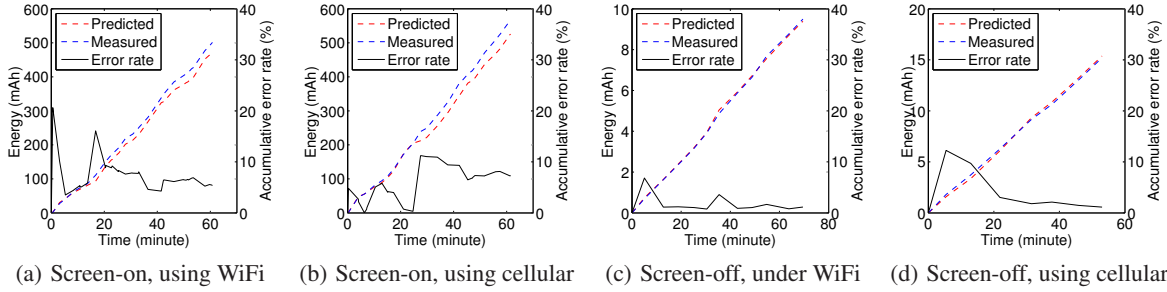 600
500
400
300
200
100
0
Energy (mAh)
Predicted
Measured
Error rate
40
30
20
10
0
Accumulative error rate (%)
0 20 40 60
Time (minute)
(a) Screen-on, using WiFi
600
500
400
300
200
100
0
Energy (mAh)
Predicted
Measured
Error rate
40
30
20
10
0
Accumulative error rate (%)
0 20 40 60
Time (minute)
(b) Screen-on, using cellular
10
8
6
4
2
0
Energy (mAh)
Predicted
Measured
Error rate
40
30
20
10
0
Accumulative error rate (%)
0 20 40 60 80
Time (minute)
(c) Screen-off, under WiFi
20
15
10
5
0
Energy (mAh)
Predicted
Measured
Error rate
40
30
20
10
0
Accumulative error rate (%)
0 20 40 60
Time (minute)
(d) Screen-off, using cellular